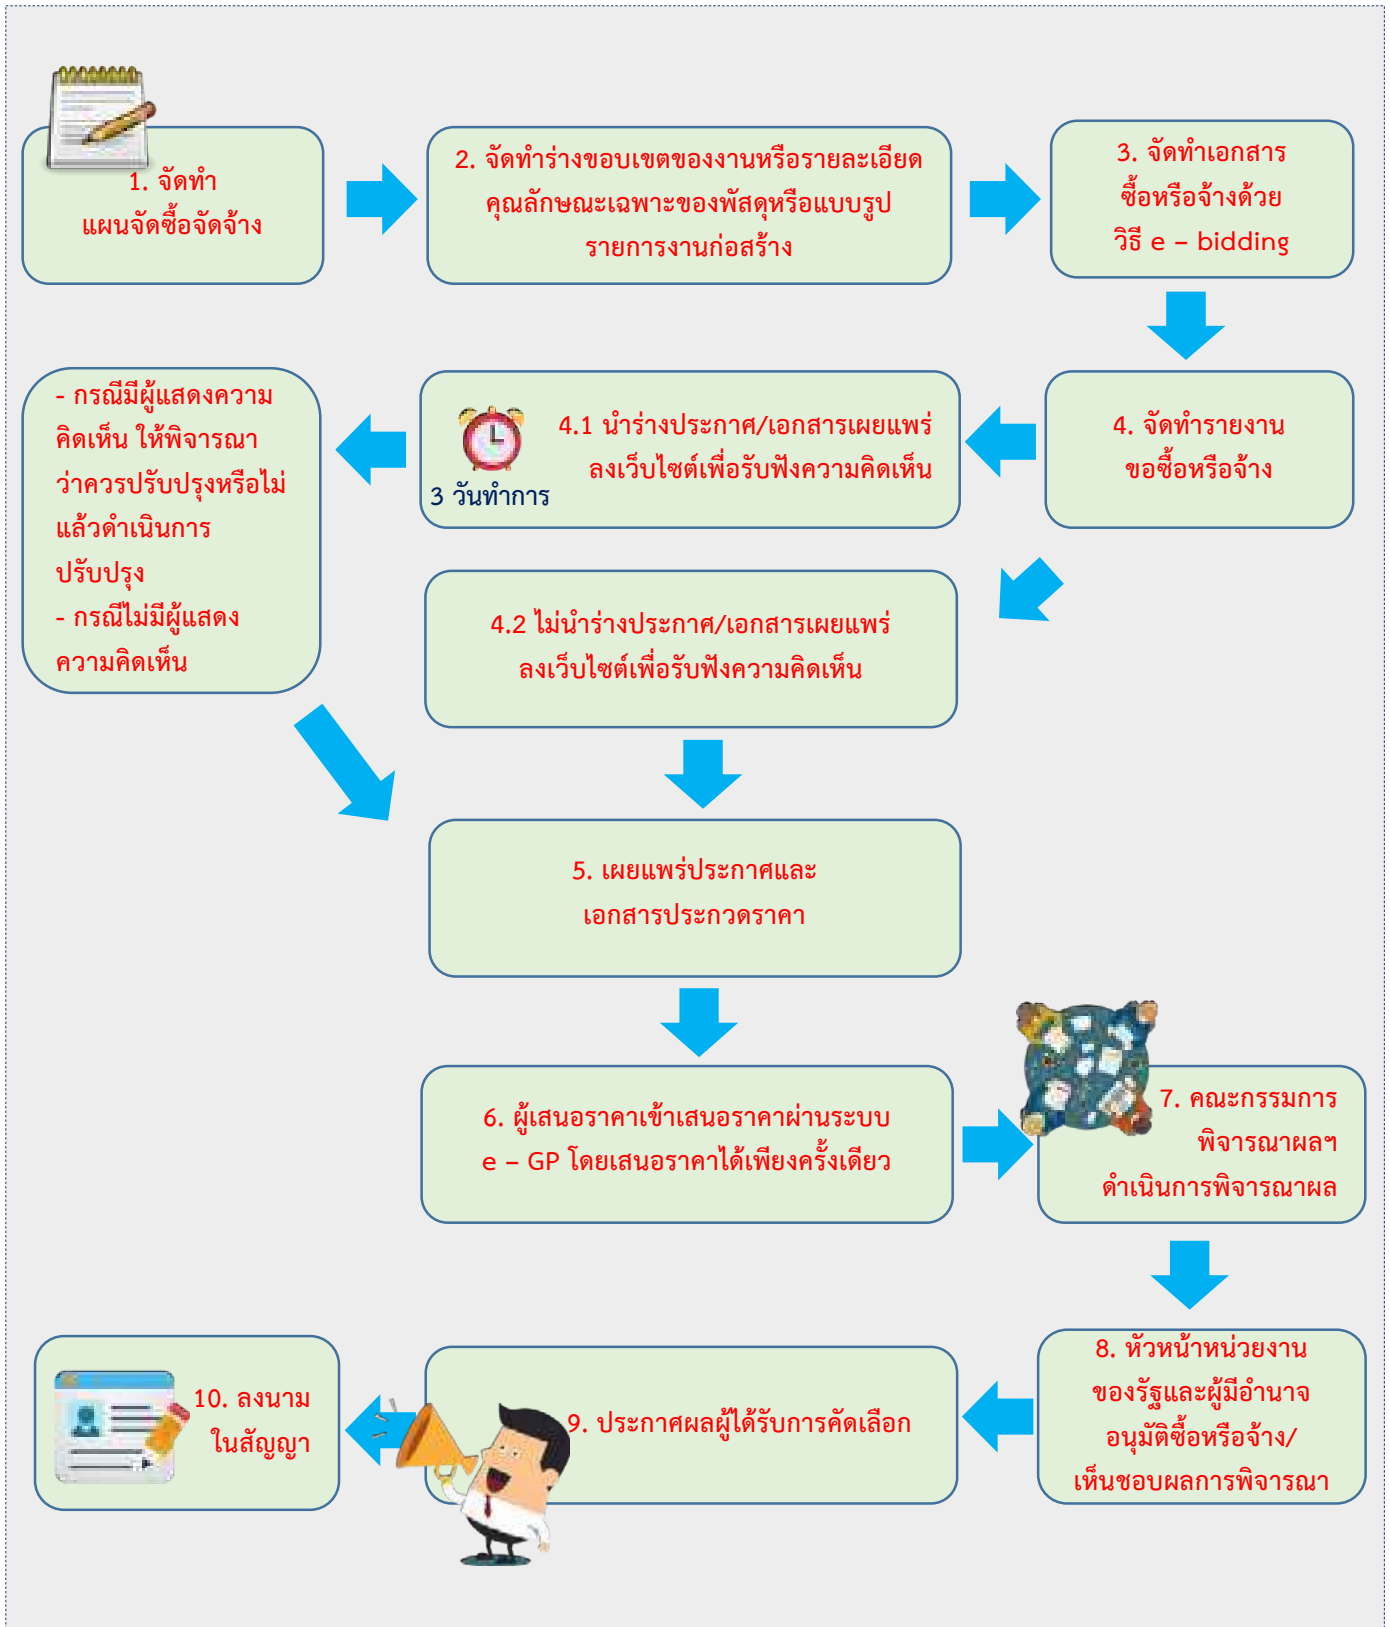 1. จัดทำ
แผนจัดซื้อจัดจ้าง
2. จัดทำร่างขอบเขตของงานหรือรายละเอียด
คุณลักษณะเฉพาะของพัสดุหรือแบบรูป
รายการงานก่อสร้าง
3. จัดทำเอกสาร
ซื้อหรือจ้างด้วย
วิธี e – bidding
4. จัดทำรายงาน
ขอซื้อหรือจ้าง
4.1 นำร่างประกาศ/เอกสารเผยแพร่
ลงเว็บไซต์เพื่อรับฟังความคิดเห็น
3 วันทำการ
- กรณีมีผู้แสดงความ
คิดเห็น ให้พิจารณา
ว่าควรปรับปรุงหรือไม่
แล้วดำเนินการ
ปรับปรุง
- กรณีไม่มีผู้แสดง
ความคิดเห็น
4.2 ไม่นำร่างประกาศ/เอกสารเผยแพร่
ลงเว็บไซต์เพื่อรับฟังความคิดเห็น
5. เผยแพร่ประกาศและ
เอกสารประกวดราคา
6. ผู้เสนอราคาเข้าเสนอราคาผ่านระบบ
e – GP โดยเสนอราคาได้เพียงครั้งเดียว
7. คณะกรรมการ
พิจารณาผลฯ
ดำเนินการพิจารณาผล
8. หัวหน้าหน่วยงาน
ของรัฐและผู้มีอำนาจ
อนุมัติซื้อหรือจ้าง/
เห็นชอบผลการพิจารณา
9. ประกาศผลผู้ได้รับการคัดเลือก
10. ลงนาม
ในสัญญา